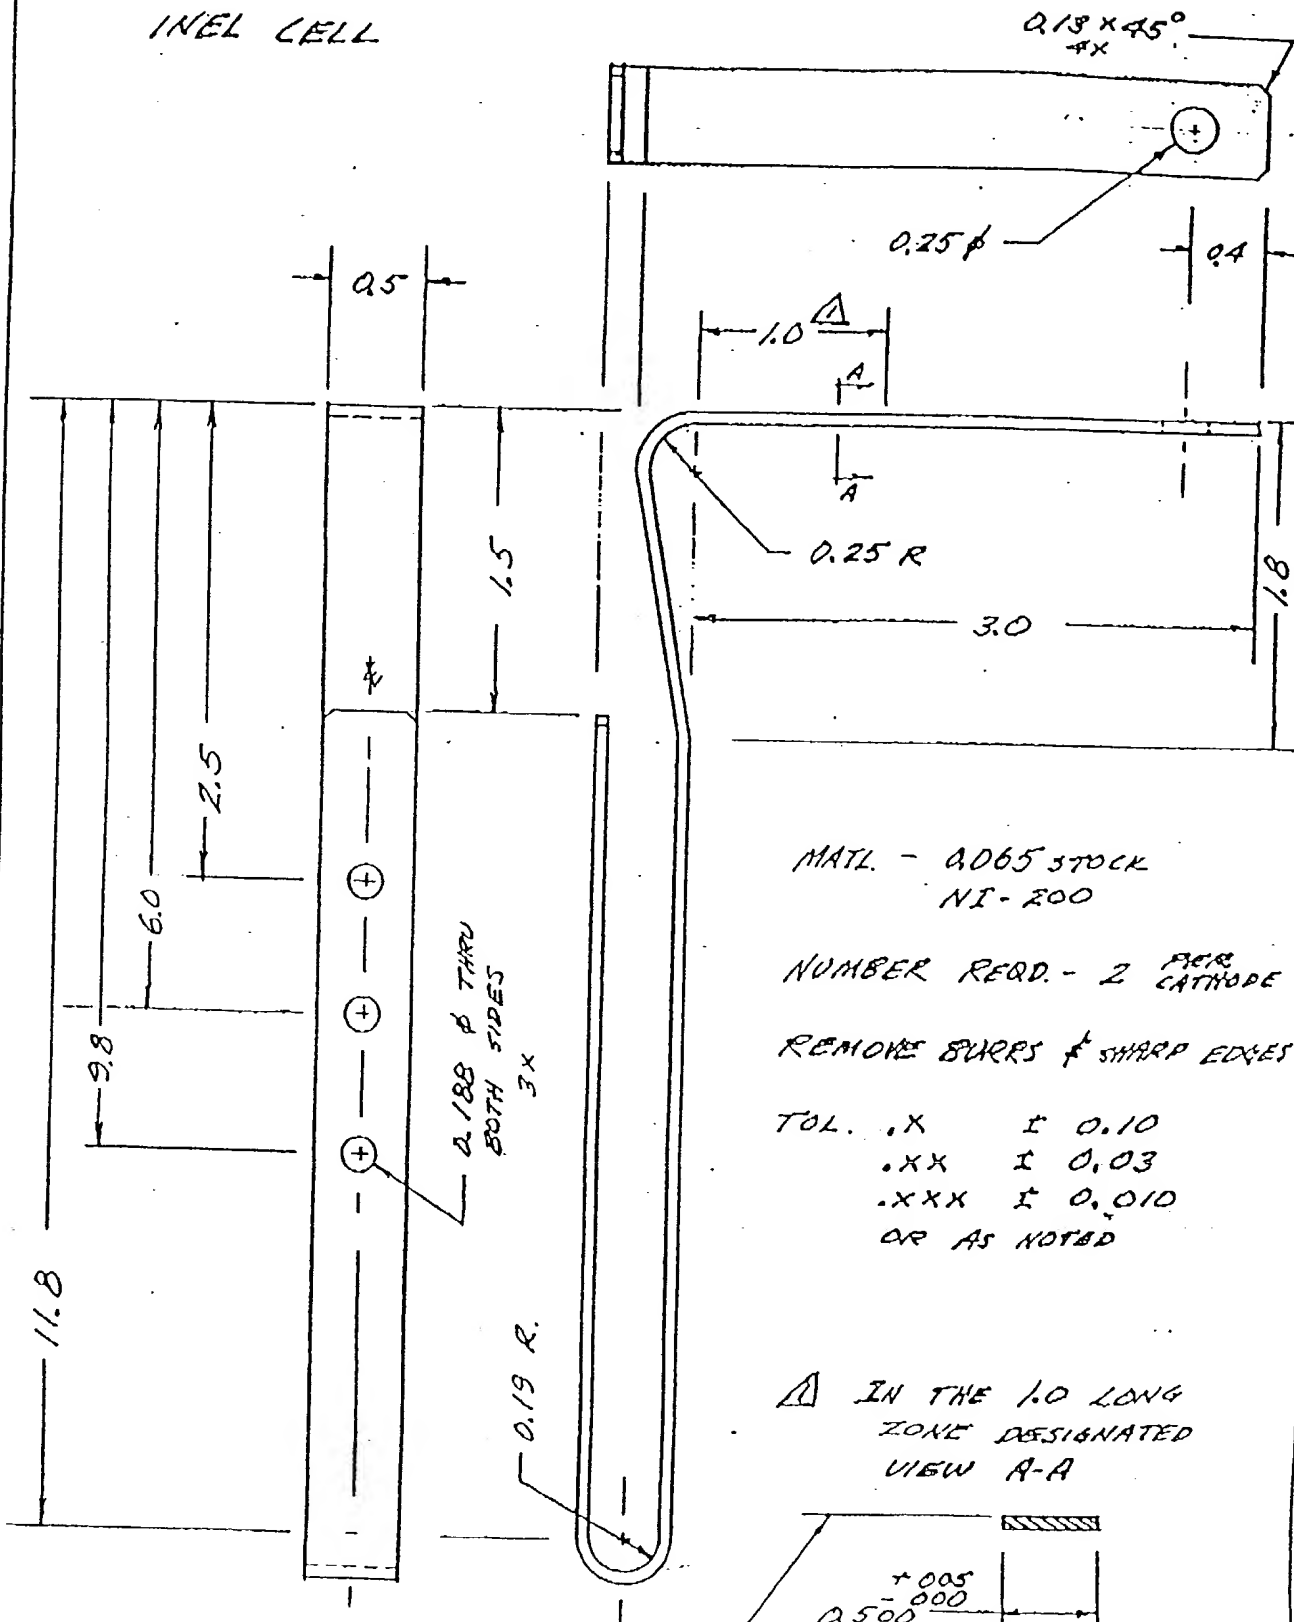 INEL CELL
0.13 x 45°
4X
0.25 ϕ
0.4
0.5
1.0 1
A
A
0.25 R
1.5
3.0
1.8
2.5
6.0
9.8
11.8
0.188 ϕ THRU
BOTH SIDES
3X
0.19 R.
MATL. - 0.065 STOCK
NI-200
NUMBER REQD. - 2 PER
CATHODE
REMOVE BURRS & SHARP EDGES
TOL. .X ± 0.10
.XX ± 0.03
.XXX ± 0.010
OR AS NOTED
1 IN THE 1.0 LONG
ZONE DESIGNATED
VIEW A-A
+.005
-.000
0.500